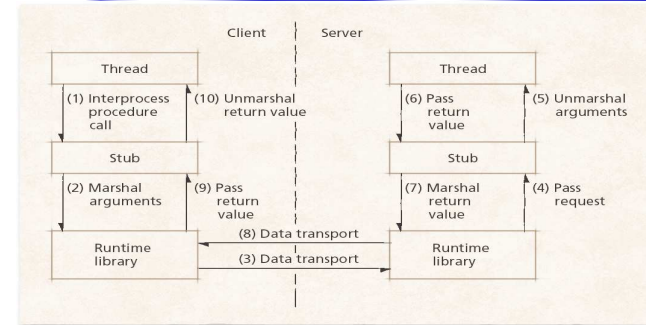 Client
Server
Thread
Thread
(1) Interprocess
procedure
call
(10) Unmarshal
return value
(6) Pass
return
value
(5) Unmarshal
arguments
Stub
Stub
(2) Marshal
arguments
(9) Pass
return
value
(7) Marshal
return
value
(4) Pass
request
(8) Data transport
Runtime
library
(3) Data transport
Runtime
library